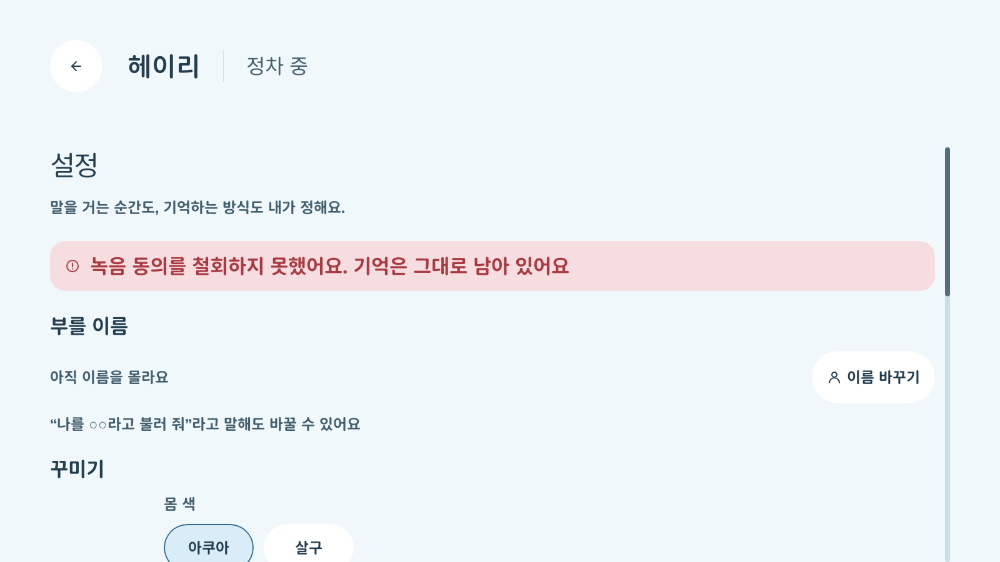 헤이리
정차 중
설정
말을 거는 순간도, 기억하는 방식도 내가 정해요.
녹음 동의를 철회하지 못했어요. 기억은 그대로 남아 있어요
부를 이름
아직 이름을 몰라요
이름 바꾸기
“나를 ○○라고 불러 줘”라고 말해도 바꿀 수 있어요
꾸미기
몸 색
아쿠아
살구